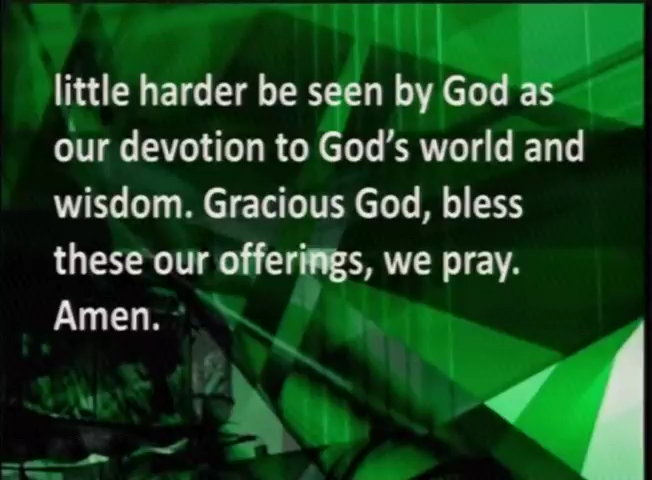 little harder be seen by God as
our devotion to God’s world and
wisdom. Gracious God, bless
these our offerings, we pray.
Amen.